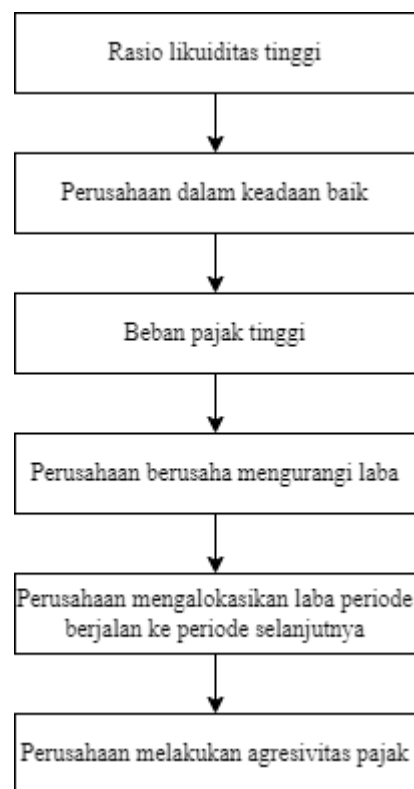 Rasio likuiditas tinggi
Perusahaan dalam keadaan baik
Beban pajak tinggi
Perusahaan berusaha mengurangi laba
Perusahaan mengalokasikan laba periode
berjalan ke periode selanjutnya
Perusahaan melakukan agresivitas pajak